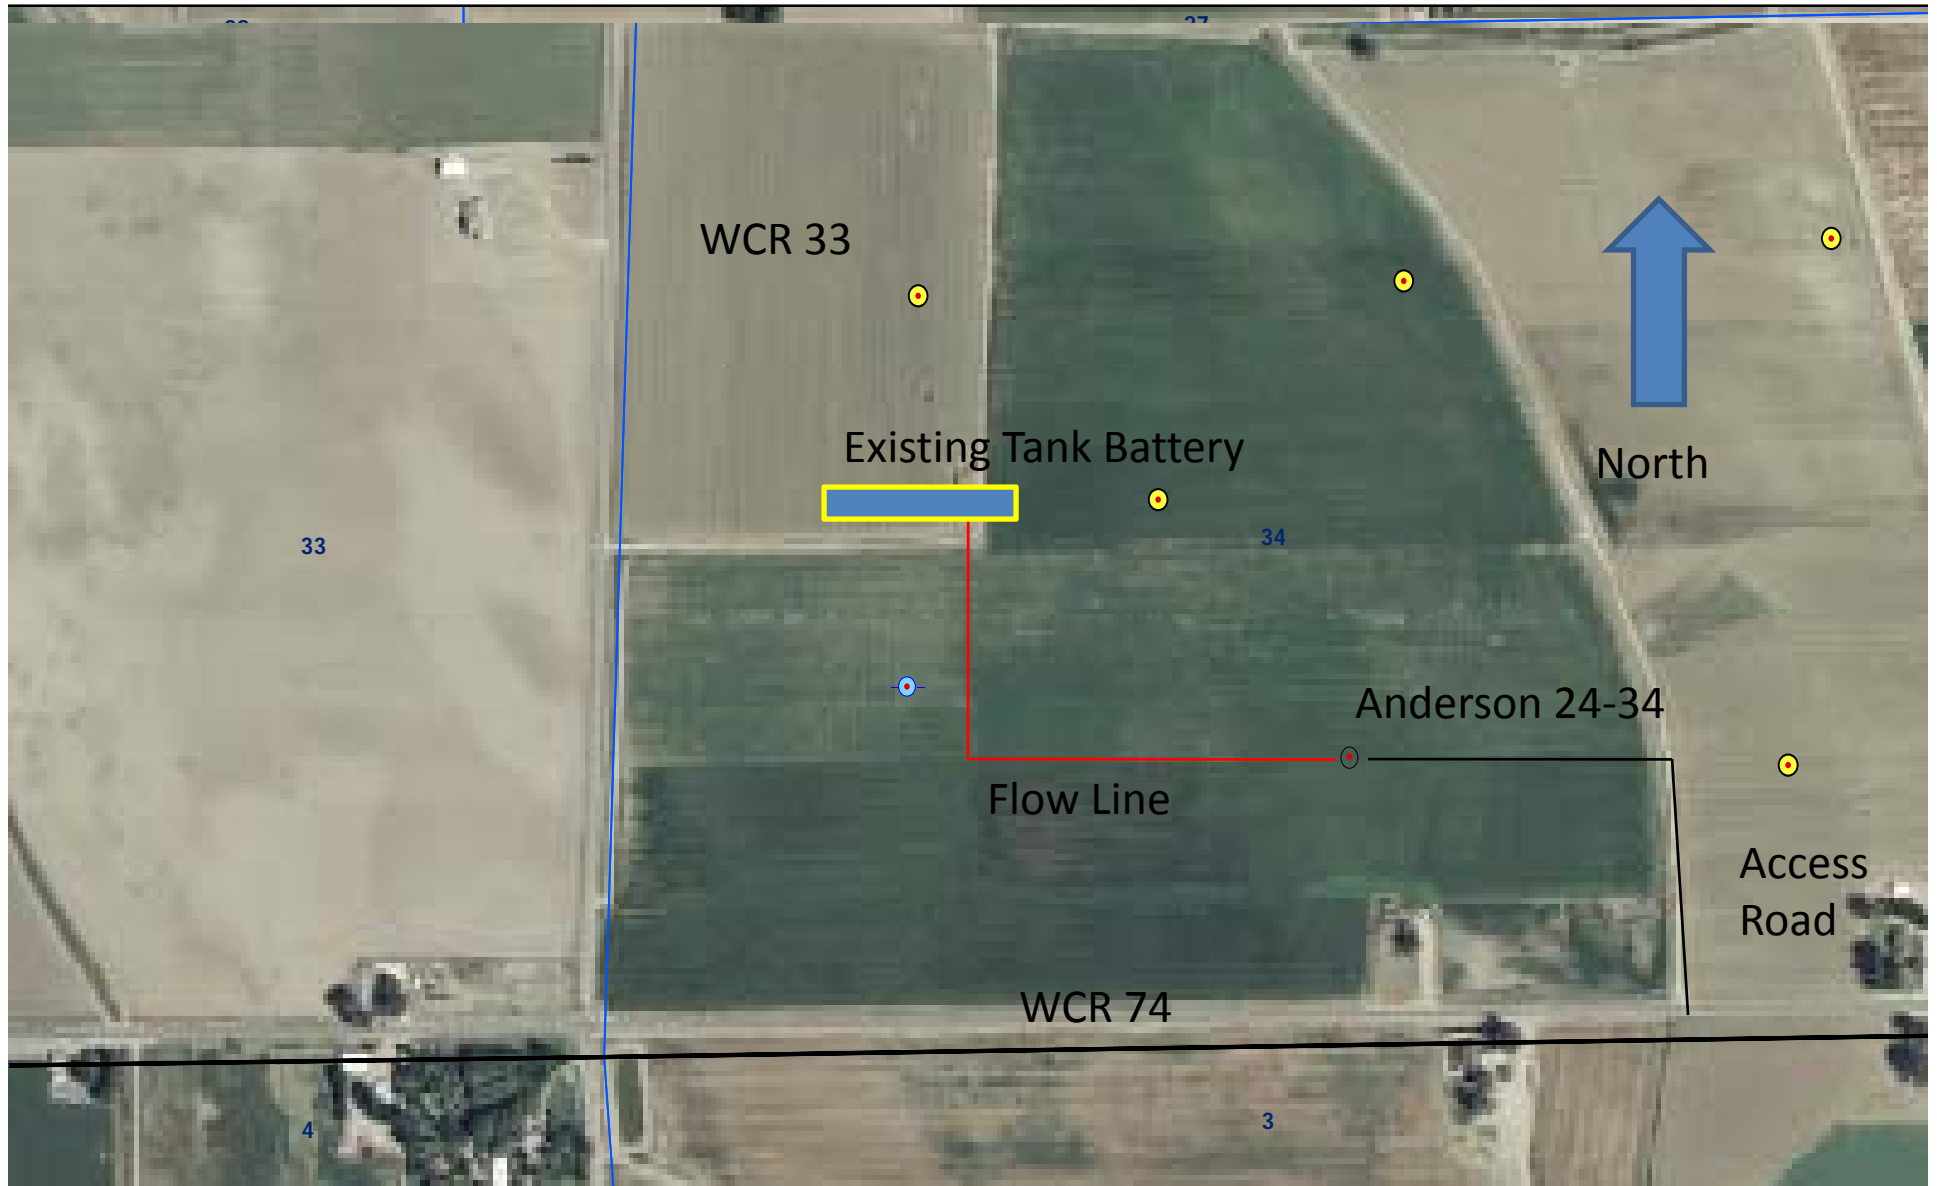 27
WCR 33
Existing Tank Battery
North
33
34
Anderson 24-34
Flow Line
Access
Road
WCR 74
4
3